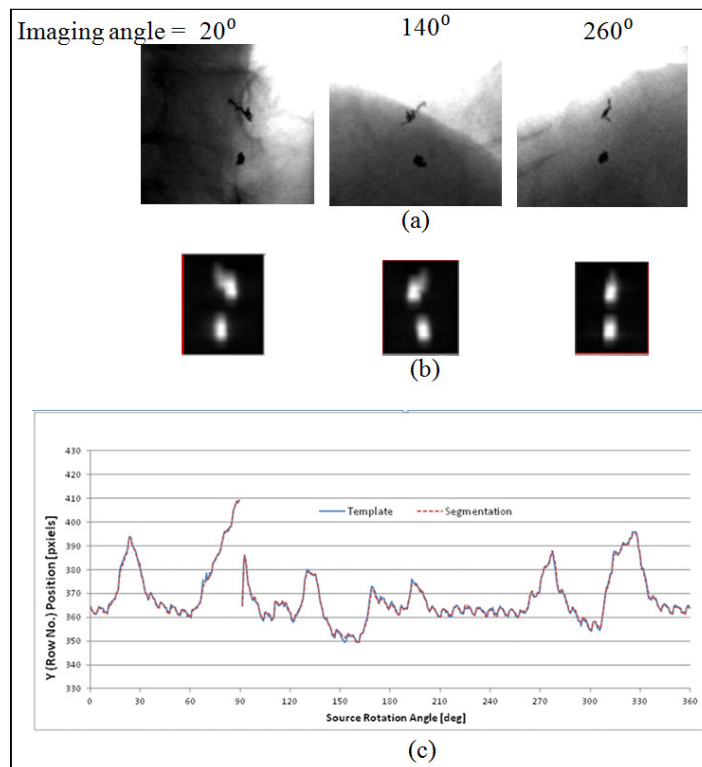 Imaging angle = 20⁰ 140⁰ 260⁰
(a)
(b)
430
420
410
400
390
380
370
360
350
340
330
Y (Row No.) Position [pxiels]
Template Segmentation
0 30 60 90 120 150 180 210 240 270 300 330 360
Source Rotation Angle [deg]
(c)